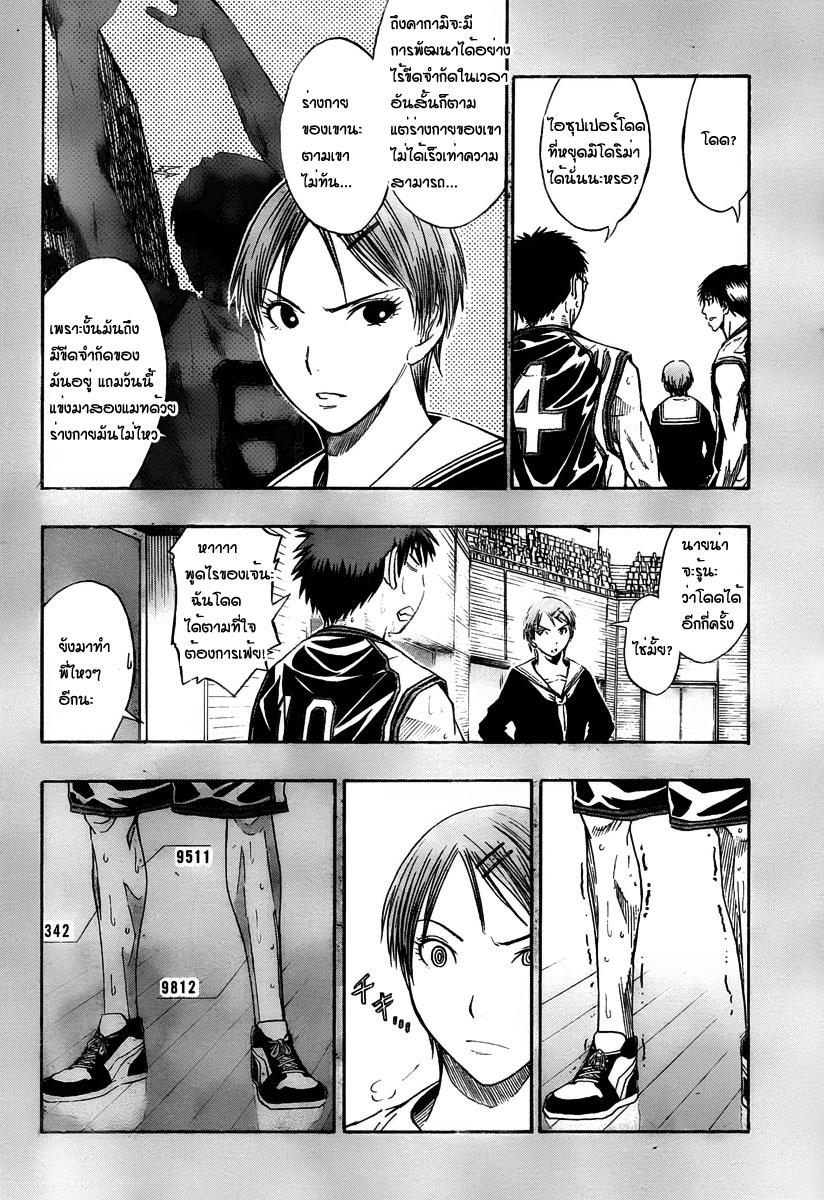 โดด?
ไอซุปเปอร์โดด
ที่หยุดมิโดริม่า
ได้นั่นนะหรอ?
ถึงคากามิจะมี
การพัฒนาได้อย่าง
ไร้ขีดจำกัดในเวลา
อันสั้นก็ตาม
แต่ร่างกายของเขา
ไม่ได้เร็วเท่าความ
สามารถ...
ร่างกาย
ของเขานะ
ตามเขา
ไม่ทัน...
เพราะงั้นมันถึง
มีขีดจำกัดของ
มันอยู่ แถมวันนี้
แข่งมาสองแมทด้วย
ร่างกายมันไม่ไหว
4
6
นายน่า
จะรู้นะ
ว่าโดดได้
อีกกี่ครั้ง
ใช่มั้ย?
หาาาา
พูดไรของเจ้นะ
ฉันโดด
ได้ตามที่ใจ
ต้องการเฟ้ย!
10
ยังมาทำ
พี่ไหวๆ
อีกนะ
チ
キ...
9511
342
9812